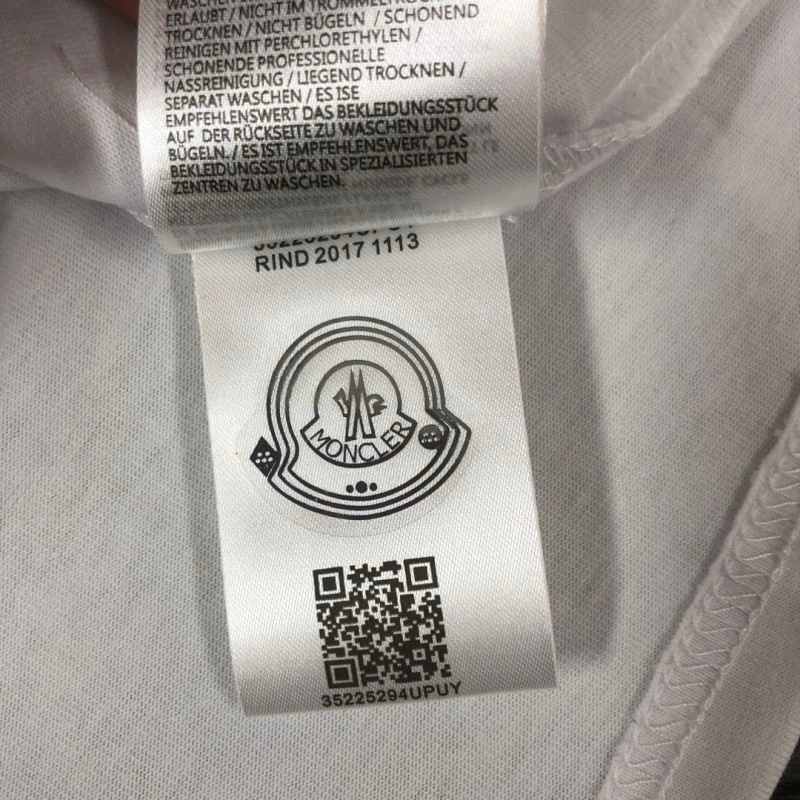 ERLAUBT / NICHT IM TROMMELTROCKNER
TROCKNEN / NICHT BÜGELN / SCHONEND
REINIGEN MIT PERCHLORETHYLEN /
SCHONENDE PROFESSIONELLE
NASSREINIGUNG / LIEGEND TROCKNEN /
SEPARAT WASCHEN / ES ISE
EMPFEHLENSWERT DAS BEKLEIDUNGSSTÜCK
AUF DER RÜCKSEITE ZU WASCHEN UND
BÜGELN. / ES IST EMPFEHLENSWERT, DAS
BEKLEIDUNGSSTÜCK IN SPEZIALISIERTEN
ZENTREN ZU WASCHEN.
RIND 2017 1113
MONCLER
35225294UPUY